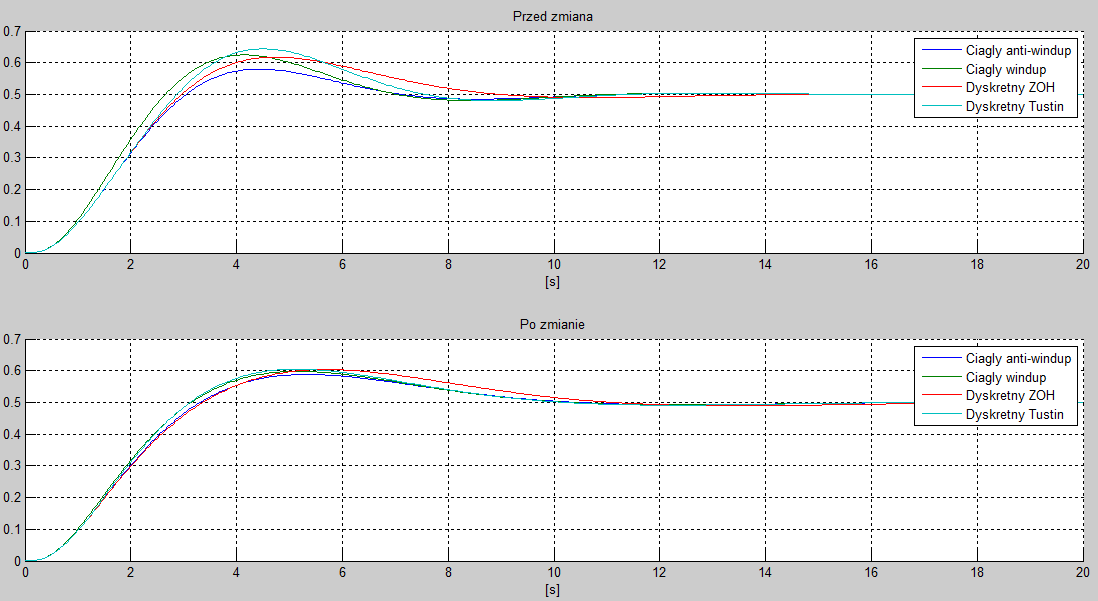 Przed zmiana
0.7
0.6
0.5
0.4
0.3
0.2
0.1
0
0 2 4 6 8 10 12 14 16 18 20
[s]
Ciagly anti-windup
Ciagly windup
Dyskretny ZOH
Dyskretny Tustin
Po zmianie
0.7
0.6
0.5
0.4
0.3
0.2
0.1
0
0 2 4 6 8 10 12 14 16 18 20
[s]
Ciagly anti-windup
Ciagly windup
Dyskretny ZOH
Dyskretny Tustin